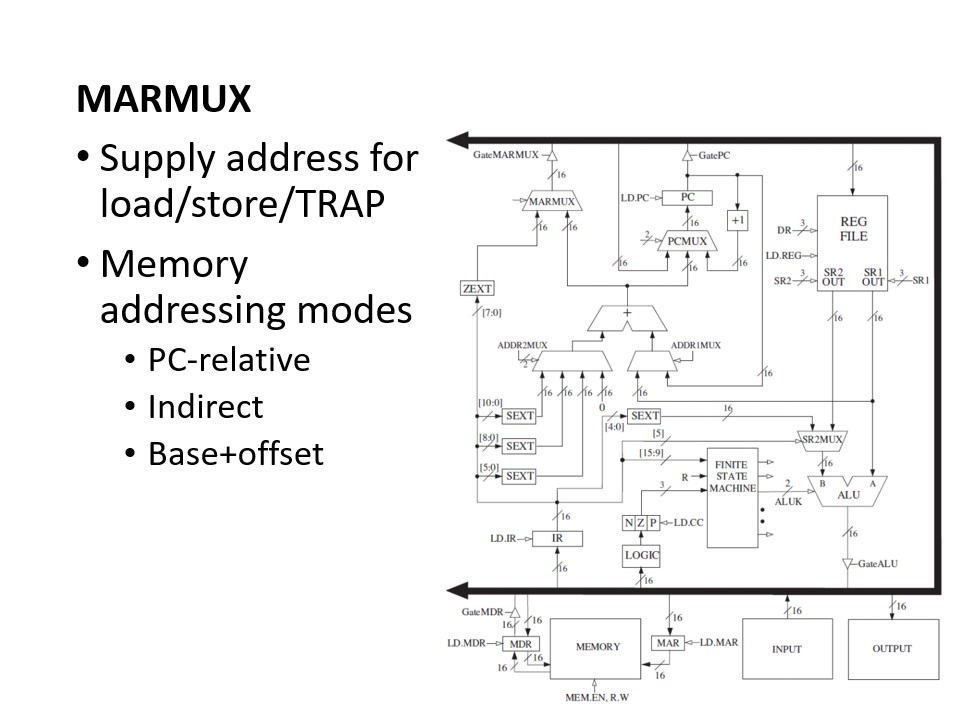 MARMUX
• Supply address for
load/store/TRAP
• Memory
addressing modes
• PC-relative
• Indirect
• Base+offset
GateMARMUX
16
GatePC
16
MARMUX
16
16
LD.PC
PC
16
+1
2
PCMUX
16
16
16
REG
FILE
DR
3
LD.REG
SR2
3
SR2
OUT
SR1
OUT
3
SR1
ZEXT
[7:0]
+
16
16
ADDR2MUX
2
ADDR1MUX
16
16
16
16
16
16
16
0
[10:0]
SEXT
[4:0]
SEXT
16
[8:0]
SEXT
[5]
SR2MUX
[15:9]
16
[5:0]
SEXT
R
FINITE
STATE
MACHINE
3
2
ALUK
B
A
ALU
16
N Z P
LD.CC
LD.IR
IR
16
LOGIC
16
16
GateALU
GateMDR
16
16
16
16
16
LD.MDR
MDR
16
16
MEMORY
MAR
LD.MAR
16
INPUT
OUTPUT
MEM.EN, R.W